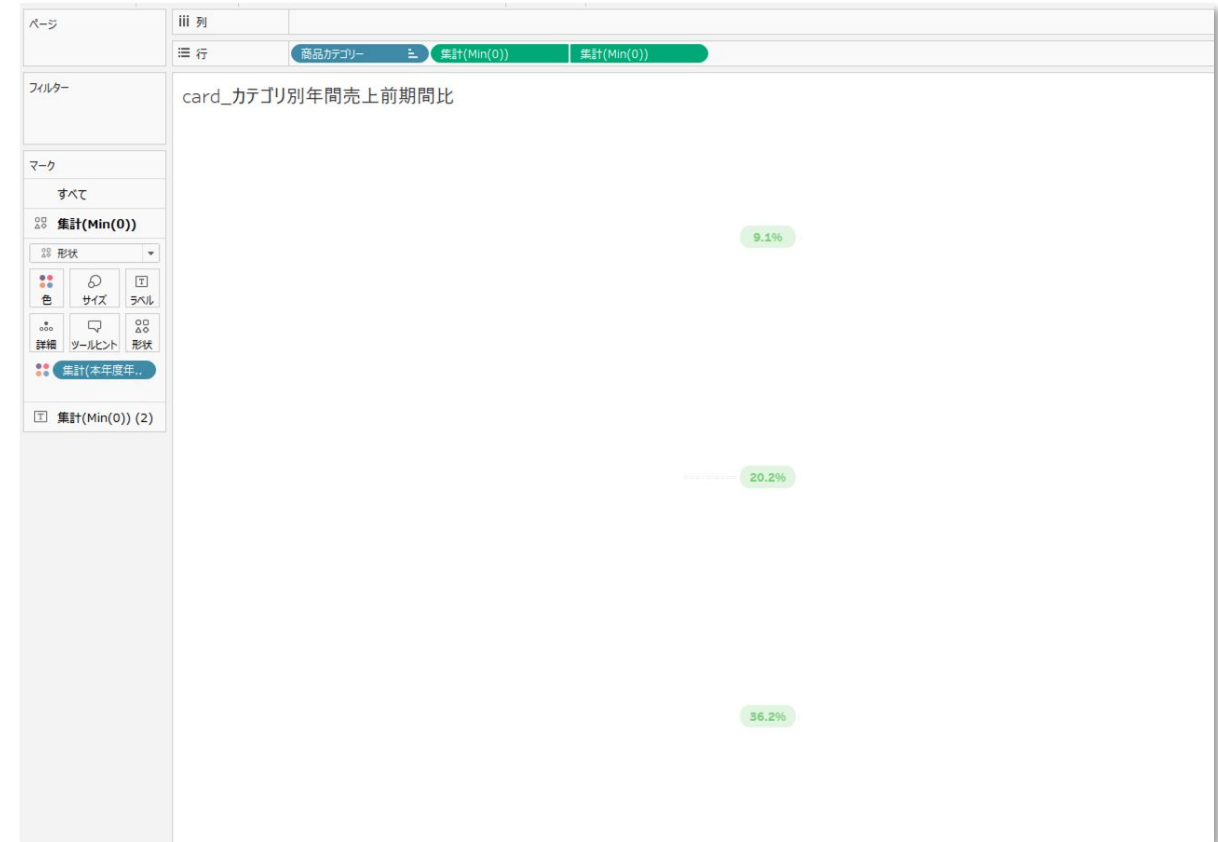 ページ
列
行
商品カテゴリー
集計(Min(0))
集計(Min(0))
フィルター
card_カテゴリ別年間売上前期間比
マーク
すべて
集計(Min(0))
形状
色
サイズ
ラベル
詳細
ツールヒント
形状
集計(本年度年..
集計(Min(0)) (2)
9.1%
20.2%
36.2%